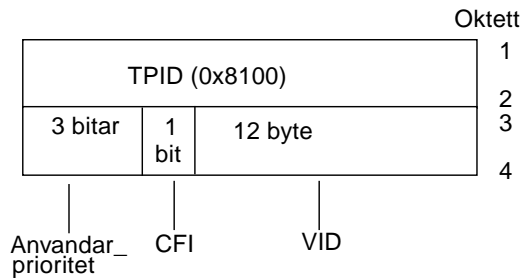 Oktett
1
TPID (0x8100)
2
3 bitar
1
bit
12 byte
3
4
Anvandar_
prioritet
CFI
VID